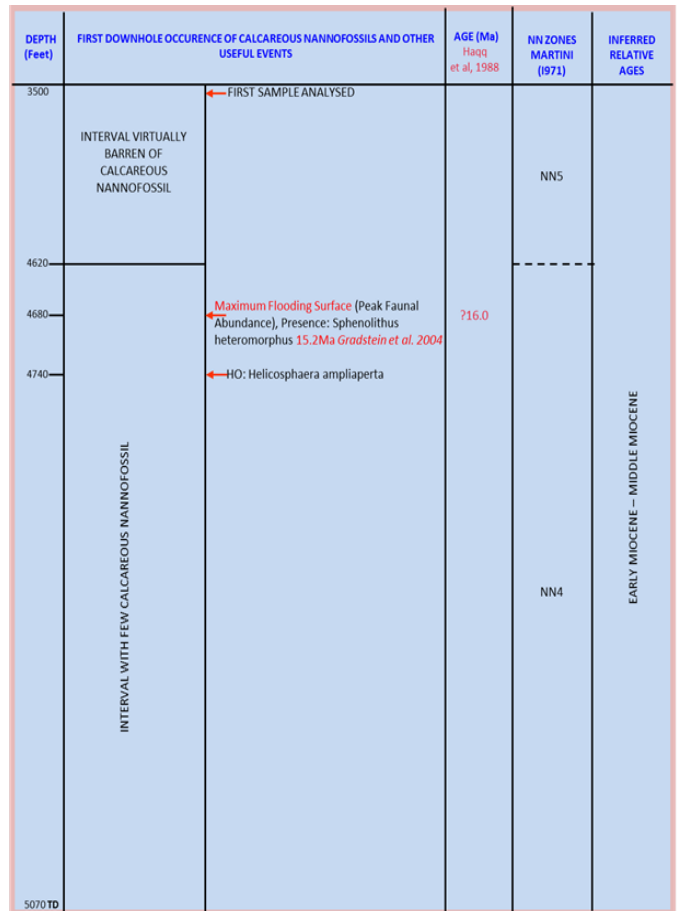 DEPTH
(Feet)
FIRST DOWNHOLE OCCURENCE OF CALCAREOUS NANNOFOSSILS AND OTHER
USEFUL EVENTS
AGE (Ma)
Haqq
et al, 1988
NN ZONES
MARTINI
(I971)
INFERRED
RELATIVE
AGES
3500
FIRST SAMPLE ANALYSED
INTERVAL VIRTUALLY
BARREN OF
CALCAREOUS
NANNOFOSSIL
NN5
4620
4680
Maximum Flooding Surface (Peak Faunal
Abundance), Presence: Sphenolithus
heteromorphus 15.2Ma Gradstein et al. 2004
?16.0
4740
HO: Helicosphaera ampliaperta
INTERVAL WITH FEW CALCAREOUS NANNOFOSSIL
NN4
EARLY MIOCENE – MIDDLE MIOCENE
5070 TD